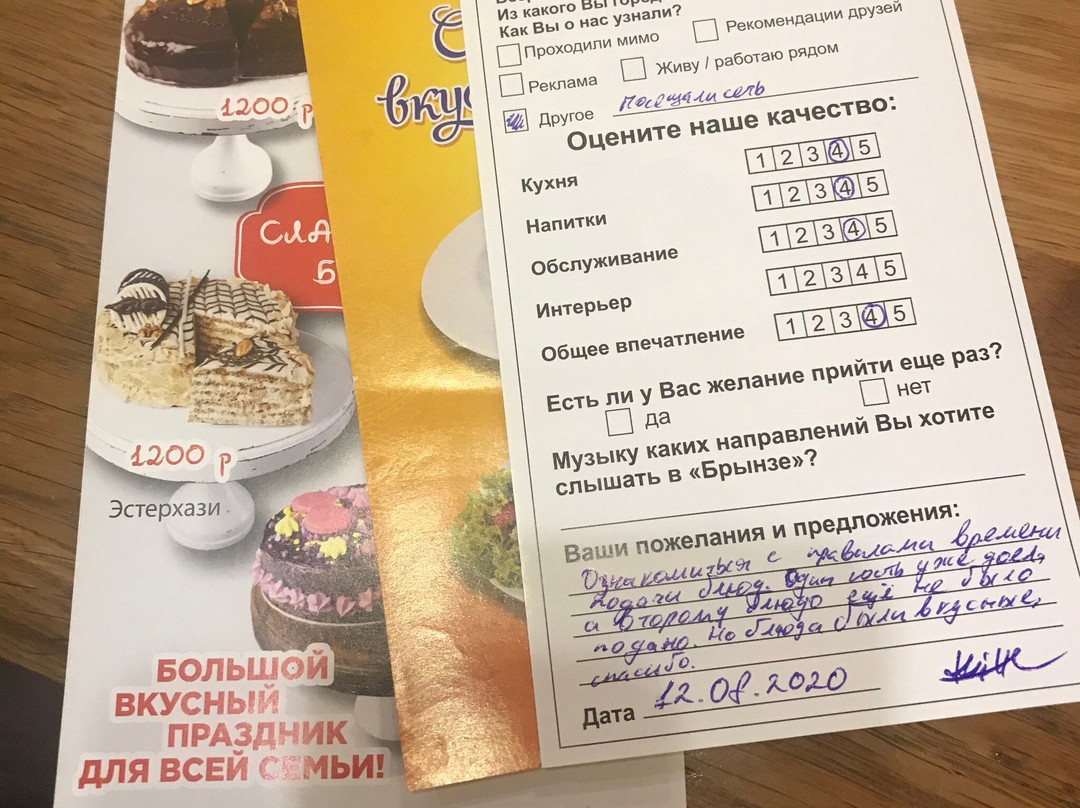 1200 р
СЛА
Б
1200 р
Эстерхази
БОЛЬШОЙ
ВКУСНЫЙ
ПРАЗДНИК
ДЛЯ ВСЕЙ СЕМЬИ!
вку
Из какого Вы город
Как Вы о нас узнали?
Проходили мимо
Рекомендации друзей
Реклама
Живу / работаю рядом
Другое Посещали сеть
Оцените наше качество:
Кухня 1 2 3 4 5
Напитки 1 2 3 4 5
Обслуживание 1 2 3 4 5
Интерьер 1 2 3 4 5
Общее впечатление 1 2 3 4 5
Есть ли у Вас желание прийти еще раз?
да нет
Музыку каких направлений Вы хотите
слышать в «Брынзе»?
Ваши пожелания и предложения:
Ознакомиться с правилами времени
подачи блюд. Один гость уже доел,
а второму блюдо ещё не было
подано. Но блюда были вкусные,
спасибо.
Дата 12.08.2020